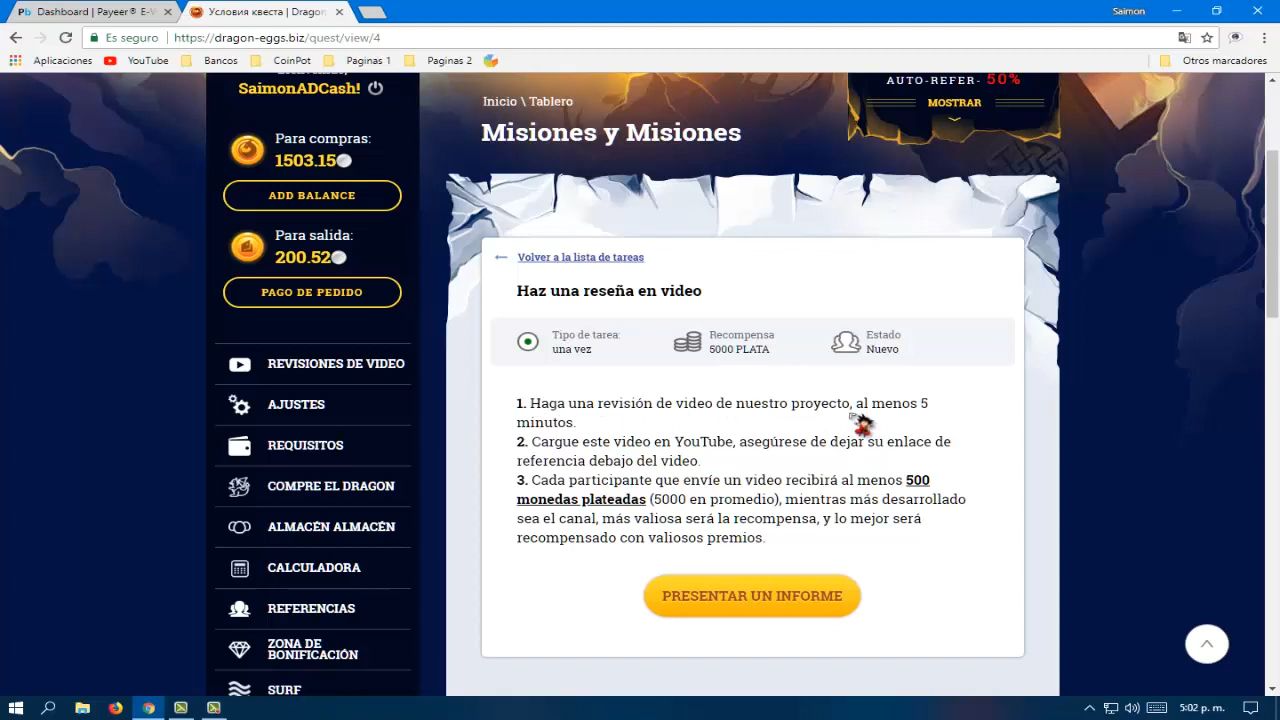 Dashboard | Payeer® E-W
Условия квеста | Dragon
Saimon
Es seguro
https://dragon-eggs.biz/quest/view/4
Aplicaciones
YouTube
Bancos
CoinPot
Paginas 1
Paginas 2
Otros marcadores
SaimonADCash!
Para compras:
1503.15
ADD BALANCE
Para salida:
200.52
PAGO DE PEDIDO
REVISIONES DE VIDEO
AJUSTES
REQUISITOS
COMPRE EL DRAGON
ALMACÉN ALMACÉN
CALCULADORA
REFERENCIAS
ZONA DE
BONIFICACIÓN
SURF
Inicio \ Tablero
Misiones y Misiones
AUTO-REFER- 50%
MOSTRAR
Volver a la lista de tareas
Haz una reseña en video
Tipo de tarea:
una vez
Recompensa
5000 PLATA
Estado
Nuevo
1. Haga una revisión de video de nuestro proyecto, al menos 5
minutos.
2. Cargue este video en YouTube, asegúrese de dejar su enlace de
referencia debajo del video.
3. Cada participante que envíe un video recibirá al menos 500
monedas plateadas (5000 en promedio), mientras más desarrollado
sea el canal, más valiosa será la recompensa, y lo mejor será
recompensado con valiosos premios.
PRESENTAR UN INFORME
5:02 p. m.